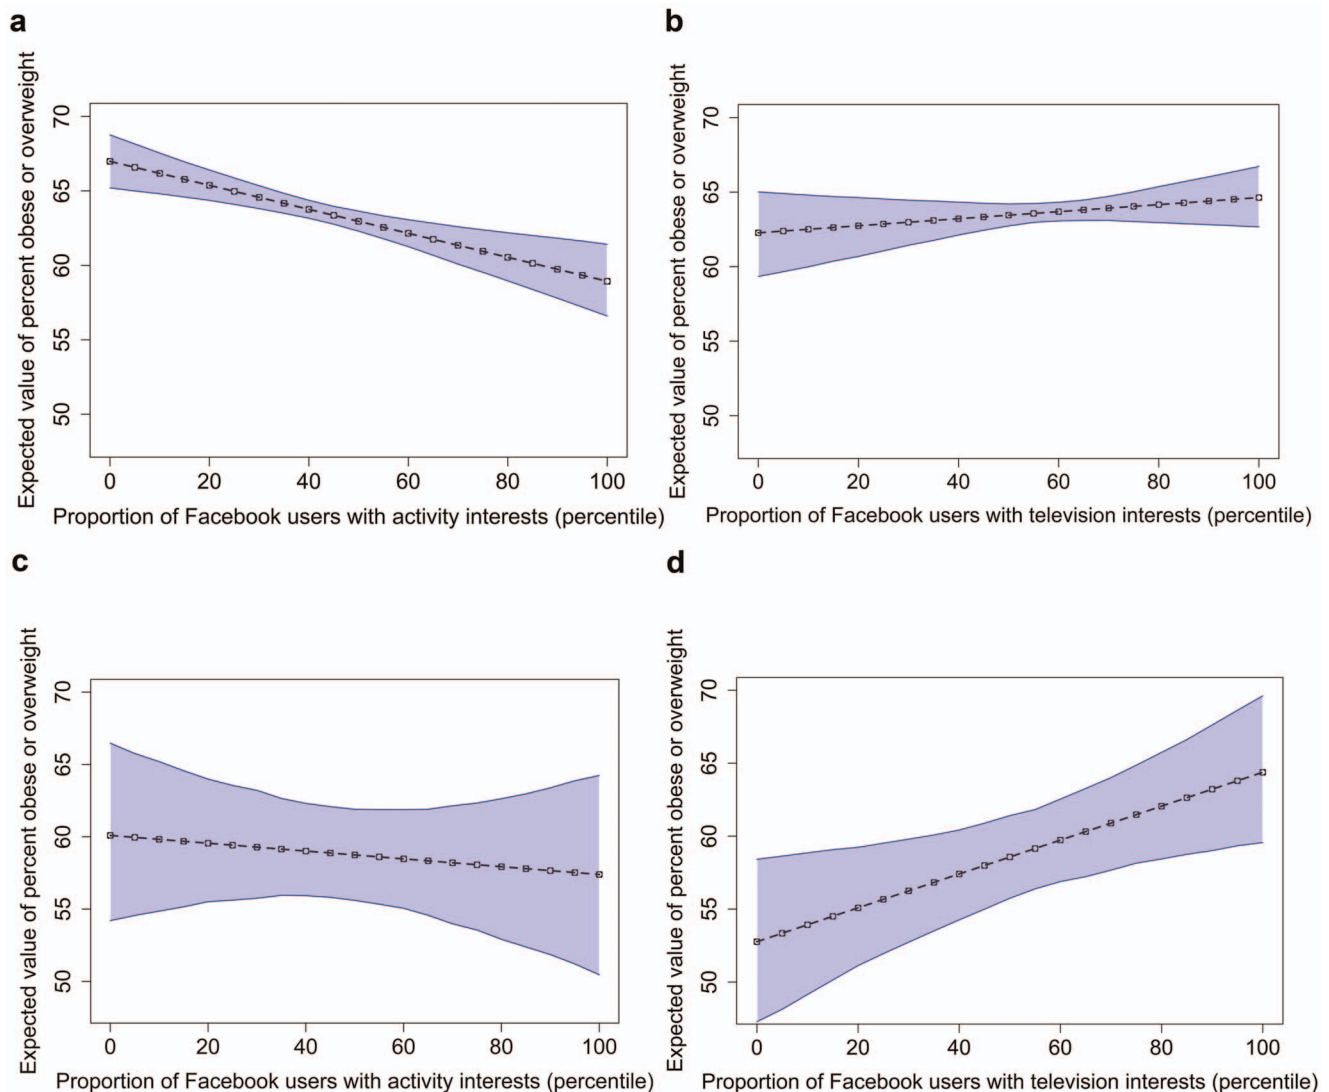 a
Expected value of percent obese or overweight
70
65
60
55
50
0 20 40 60 80 100
Proportion of Facebook users with activity interests (percentile)
b
Expected value of percent obese or overweight
70
65
60
55
50
0 20 40 60 80 100
Proportion of Facebook users with television interests (percentile)
c
Expected value of percent obese or overweight
70
65
60
55
50
0 20 40 60 80 100
Proportion of Facebook users with activity interests (percentile)
d
Expected value of percent obese or overweight
70
65
60
55
50
0 20 40 60 80 100
Proportion of Facebook users with television interests (percentile)